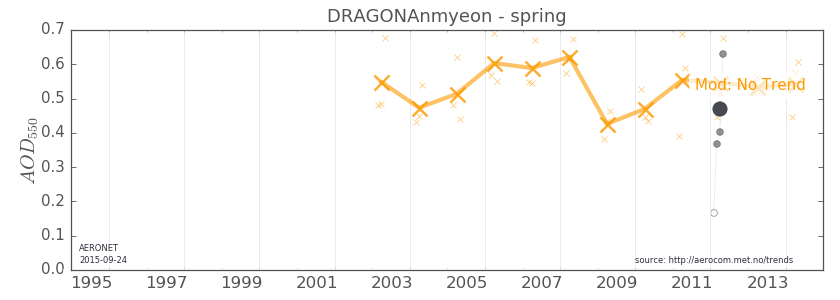 DRAGONAnmyeon - spring
0.7
0.6
0.5
0.4
0.3
0.2
0.1
0.0
AOD550
Mod: No Trend
AERONET
2015-09-24
source: http://aerocom.met.no/trends
1995 1997 1999 2001 2003 2005 2007 2009 2011 2013